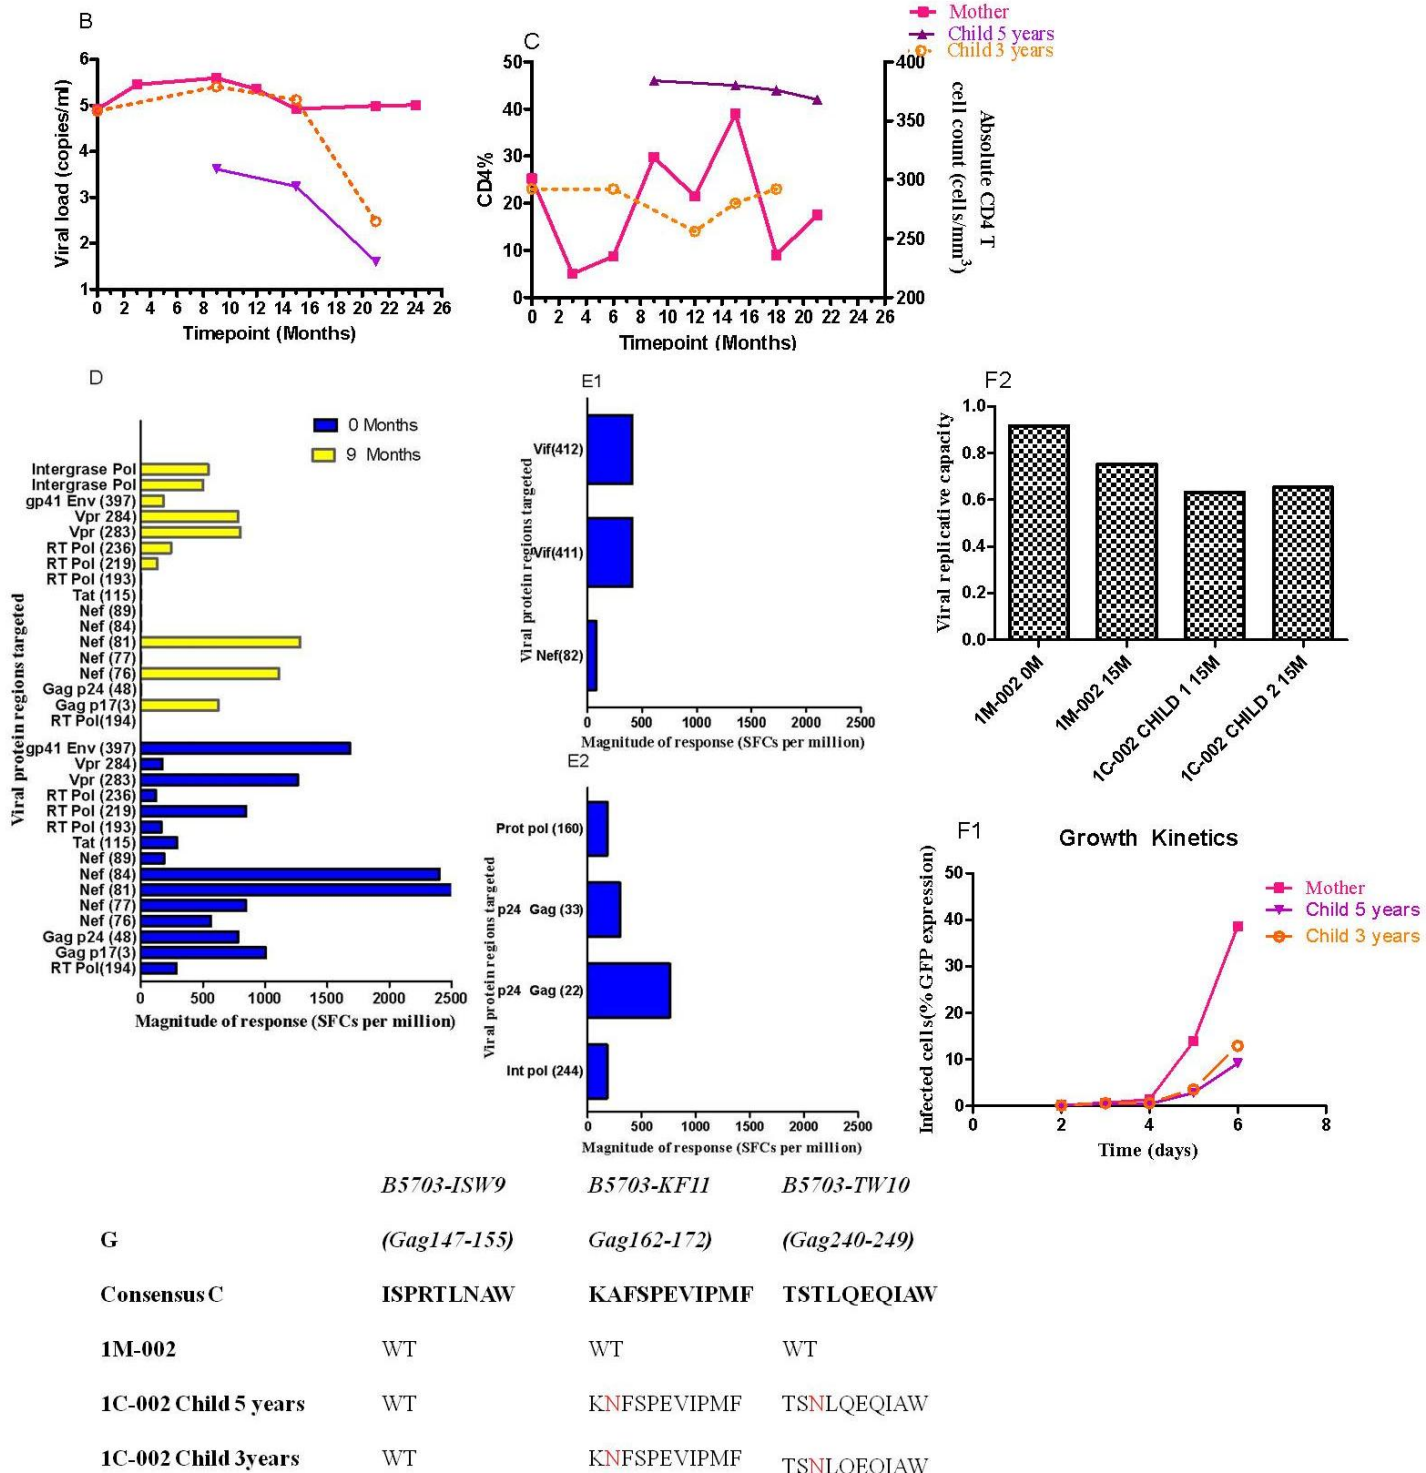 B
Viral load (copies/ml)
6
5
4
3
2
1
0 2 4 6 8 10 12 14 16 18 20 22 24 26
Timepoint (Months)
C
Mother
Child 5 years
Child 3 years
CD4%
50
40
30
20
10
0
400
350
300
250
200
Absolute CD4 T
cell count (cells/mm³)
0 2 4 6 8 10 12 14 16 18 20 22 24 26
Timepoint (Months)
D
0 Months
9 Months
Viral protein regions targeted
Intergrase Pol
Intergrase Pol
gp41 Env (397)
Vpr 284)
Vpr (283)
RT Pol (236)
RT Pol (219)
RT Pol (193)
Tat (115)
Nef (89)
Nef (84)
Nef (81)
Nef (77)
Nef (76)
Gag p24 (48)
Gag p17(3)
RT Pol(194)
gp41 Env (397)
Vpr 284)
Vpr (283)
RT Pol (236)
RT Pol (219)
RT Pol (193)
Tat (115)
Nef (89)
Nef (84)
Nef (81)
Nef (77)
Nef (76)
Gag p24 (48)
Gag p17(3)
RT Pol(194)
0 500 1000 1500 2000 2500
Magnitude of response (SFCs per million)
E1
Viral protein regions targeted
Vif(412)
Vif(411)
Nef(82)
0 500 1000 1500 2000 2500
Magnitude of response (SFCs per million)
E2
Viral protein regions targeted
Prot pol (160)
p24 Gag (33)
p24 Gag (22)
Int pol (244)
0 500 1000 1500 2000 2500
Magnitude of response (SFCs per million)
F2
Viral replicative capacity
1.0
0.8
0.6
0.4
0.2
0.0
1M-002 0M
1M-002 15M
1C-002 CHILD 1 15M
1C-002 CHILD 2 15M
F1
Growth Kinetics
Infected cells(% GFP expression)
50
40
30
20
10
0
0 2 4 6 8
Time (days)
Mother
Child 5 years
Child 3 years
B5703-ISW9 B5703-KF11 B5703-TW10
G (Gag147-155) Gag162-172) (Gag240-249)
Consensus C ISPRTLNAW KAFSPEVIPMF TSTLQEQIAW
1M-002 WT WT WT
1C-002 Child 5 years WT KNFSPEVIPMF TSNLQEQIAW
1C-002 Child 3years WT KNFSPEVIPMF TSNLQEQIAW